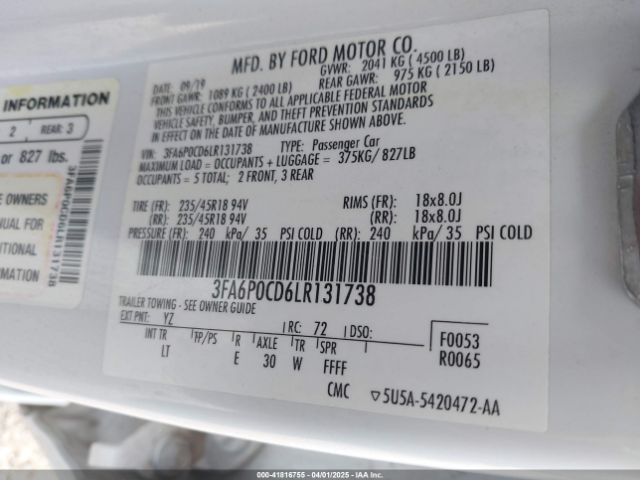 MFD. BY FORD MOTOR CO.
DATE: 09/19 GVWR: 2041 KG ( 4500 LB)
FRONT GAWR: 1089 KG ( 2400 LB) REAR GAWR: 975 KG ( 2150 LB)
THIS VEHICLE CONFORMS TO ALL APPLICABLE FEDERAL MOTOR
VEHICLE SAFETY, BUMPER, AND THEFT PREVENTION STANDARDS
IN EFFECT ON THE DATE OF MANUFACTURE SHOWN ABOVE.
VIN: 3FA6P0CD6LR131738 TYPE: Passenger Car
MAXIMUM LOAD = OCCUPANTS + LUGGAGE = 375KG/ 827LB
OCCUPANTS = 5 TOTAL; 2 FRONT, 3 REAR
TIRE (FR): 235/45R18 94V RIMS (FR): 18x8.0J
(RR): 235/45R18 94V (RR): 18x8.0J
PRESSURE (FR): 240 kPa/ 35 PSI COLD (RR): 240 kPa/ 35 PSI COLD
3FA6P0CD6LR131738
TRAILER TOWING - SEE OWNER GUIDE
EXT PNT: YZ RC: 72 DSO:
INT TR TP/PS R AXLE TR SPR
LT E 30 W FFFF
F0053
R0065
CMC 5U5A-5420472-AA
INFORMATION
2 REAR: 3
or 827 lbs.
E OWNERS
NUAL FOR
ITIONAL
RMATION
3FA6P0CD6LR131738
00-41816755 | 04/01/2025 - IAAI.COM